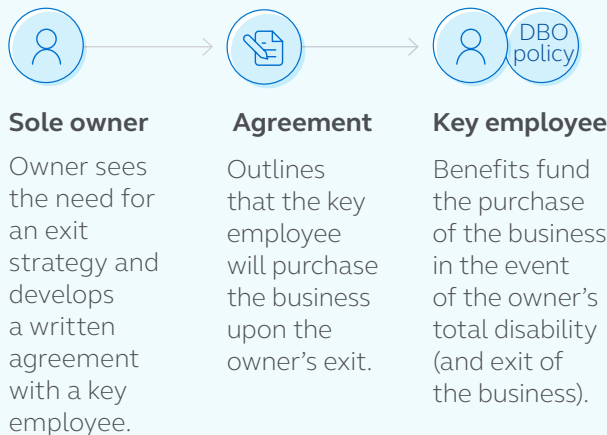 DBO
policy
Sole owner
Owner sees
the need for
an exit
strategy and
develops
a written
agreement
with a key
employee.
Agreement
Outlines
that the key
employee
will purchase
the business
upon the
owner’s exit.
Key employee
Benefits fund
the purchase
of the business
in the event
of the owner’s
total disability
(and exit of
the business).